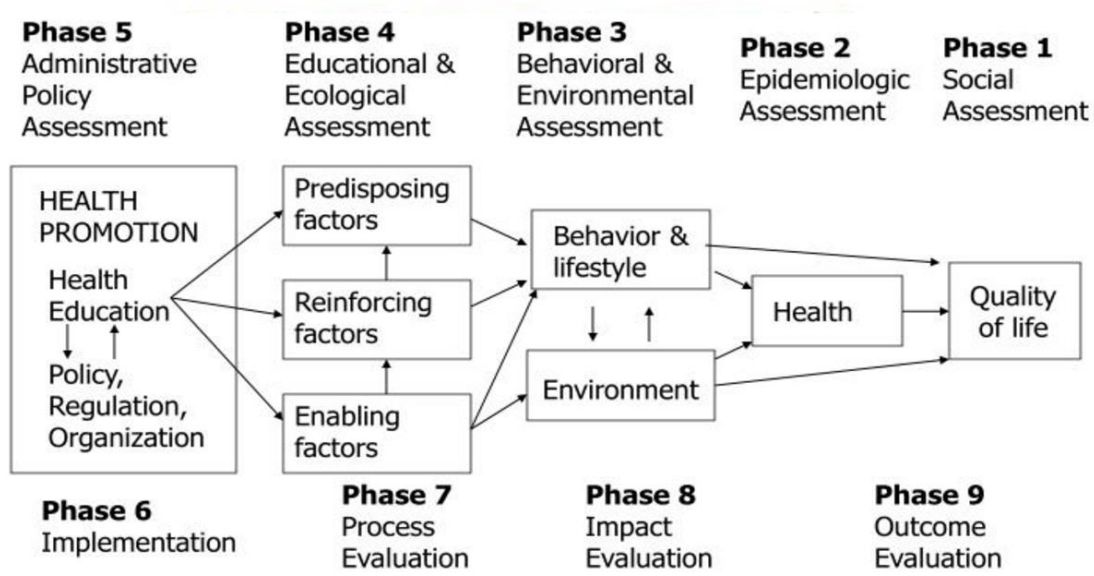 Phase 5
Administrative
Policy
Assessment
Phase 4
Educational &
Ecological
Assessment
Phase 3
Behavioral &
Environmental
Assessment
Phase 2
Epidemiologic
Assessment
Phase 1
Social
Assessment
HEALTH
PROMOTION
Health
Education
Policy,
Regulation,
Organization
Predisposing
factors
Reinforcing
factors
Enabling
factors
Behavior &
lifestyle
Environment
Health
Quality
of life
Phase 6
Implementation
Phase 7
Process
Evaluation
Phase 8
Impact
Evaluation
Phase 9
Outcome
Evaluation